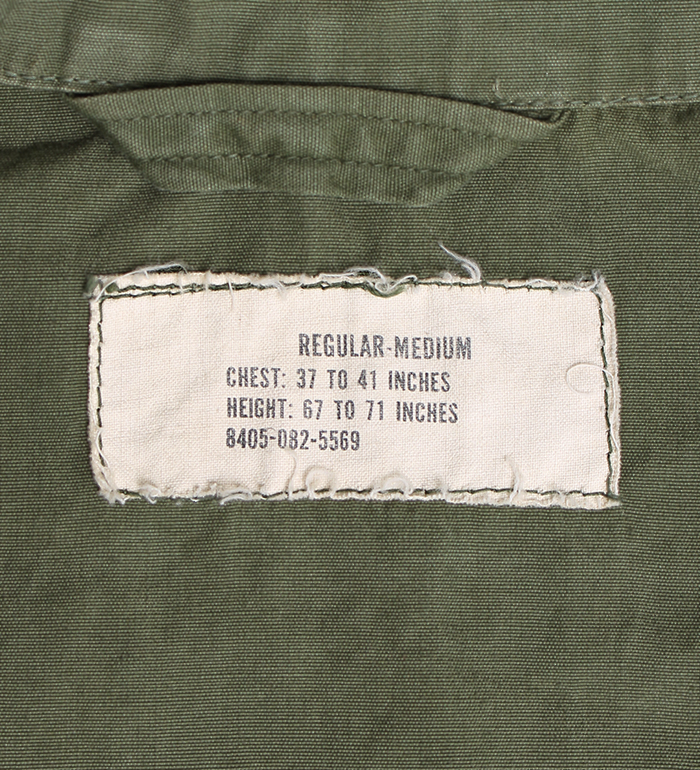 REGULAR-MEDIUM
CHEST: 37 TO 41 INCHES
HEIGHT: 67 TO 71 INCHES
8405-082-5569